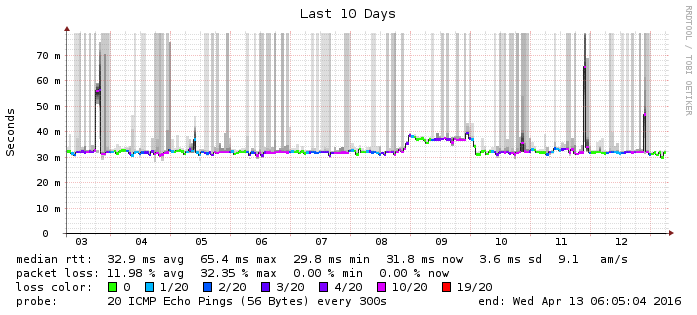 Last 10 Days
RRDTOOL / TOBI OETIKER
Seconds
70 m
60 m
50 m
40 m
30 m
20 m
10 m
0
03 04 05 06 07 08 09 10 11 12
median rtt: 32.9 ms avg 65.4 ms max 29.8 ms min 31.8 ms now 3.6 ms sd 9.1 am/s
packet loss: 11.98 % avg 32.35 % max 0.00 % min 0.00 % now
loss color: 0 1/20 2/20 3/20 4/20 10/20 19/20
probe: 20 ICMP Echo Pings (56 Bytes) every 300s end: Wed Apr 13 06:05:04 2016